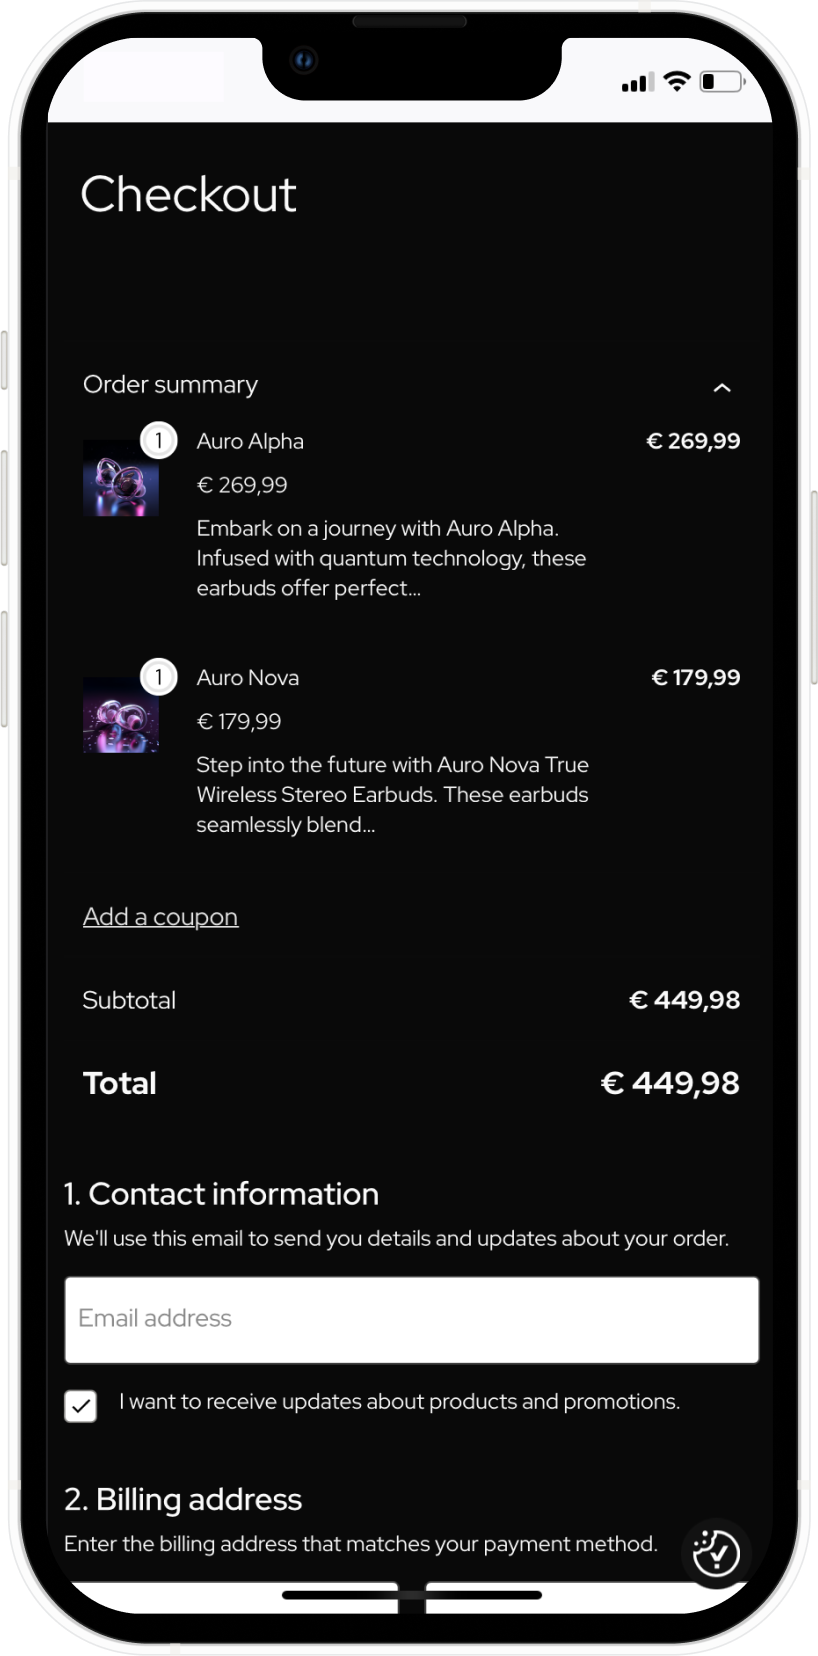 Checkout
Order summary
1
Auro Alpha
€ 269,99
€ 269,99
Embark on a journey with Auro Alpha.
Infused with quantum technology, these
earbuds offer perfect...
1
Auro Nova
€ 179,99
€ 179,99
Step into the future with Auro Nova True
Wireless Stereo Earbuds. These earbuds
seamlessly blend...
Add a coupon
Subtotal
€ 449,98
Total
€ 449,98
1. Contact information
We'll use this email to send you details and updates about your order.
Email address
I want to receive updates about products and promotions.
2. Billing address
Enter the billing address that matches your payment method.